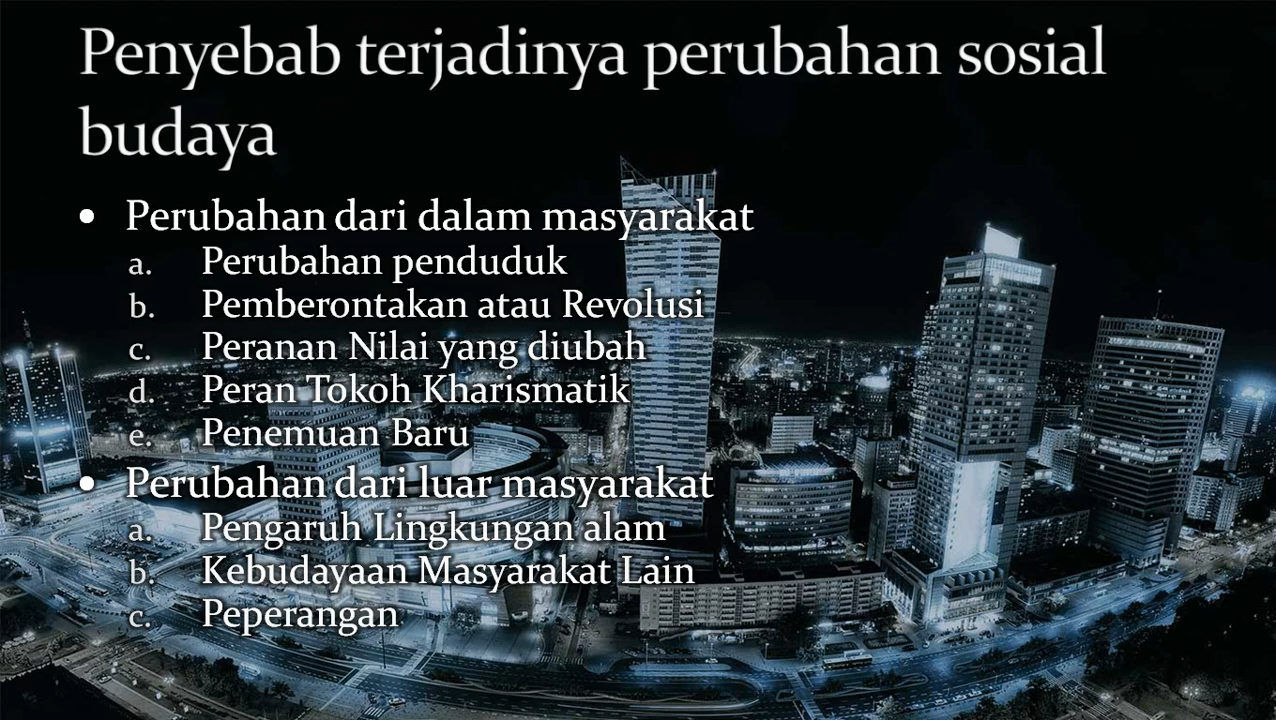 Penyebab terjadinya perubahan sosial
budaya
• Perubahan dari dalam masyarakat
a. Perubahan penduduk
b. Pemberontakan atau Revolusi
c. Peranan Nilai yang diubah
d. Peran Tokoh Kharismatik
e. Penemuan Baru
• Perubahan dari luar masyarakat
a. Pengaruh Lingkungan alam
b. Kebudayaan Masyarakat Lain
c. Peperangan